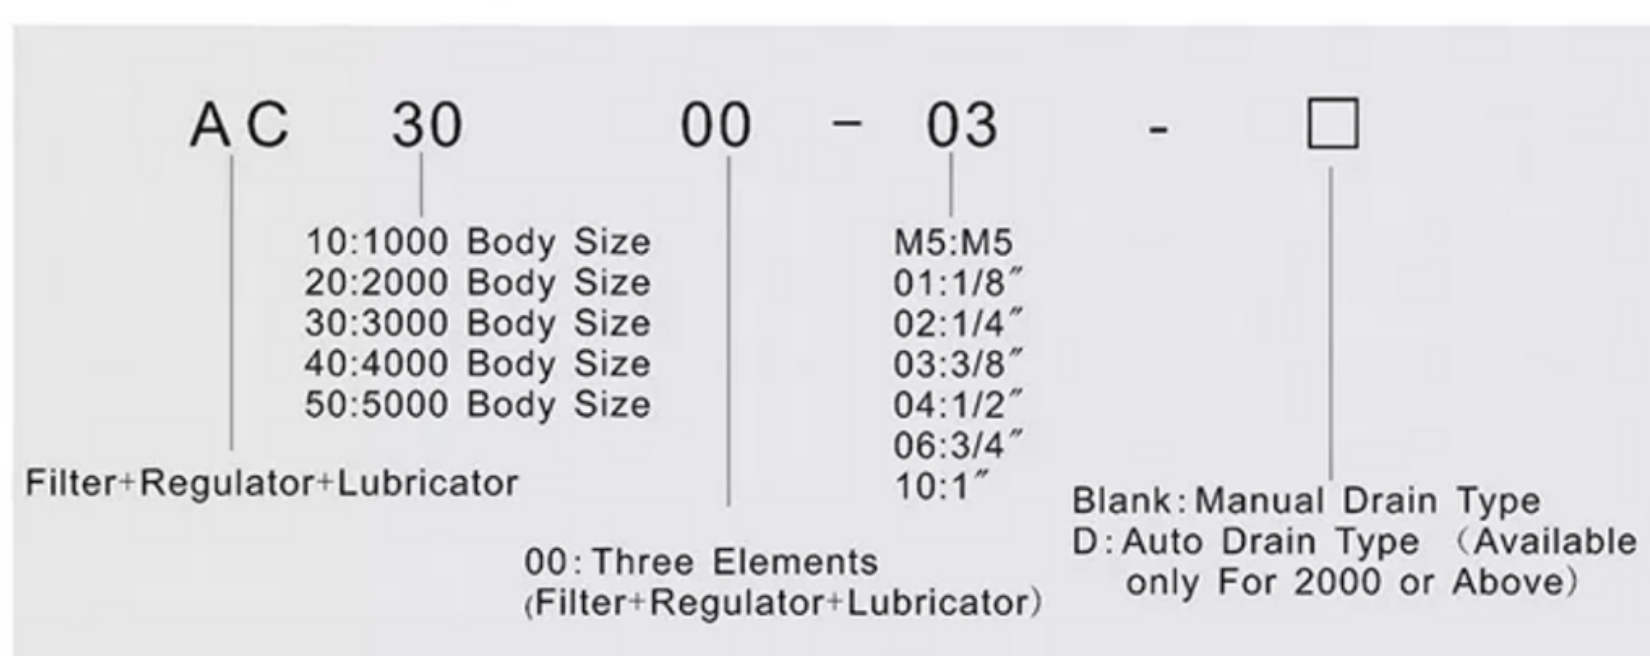 AC 30 00 - 03 - □
10:1000 Body Size
20:2000 Body Size
30:3000 Body Size
40:4000 Body Size
50:5000 Body Size
M5:M5
01:1/8″
02:1/4″
03:3/8″
04:1/2″
06:3/4″
10:1″
Filter+Regulator+Lubricator
00:Three Elements
(Filter+Regulator+Lubricator)
Blank:Manual Drain Type
D:Auto Drain Type (Available
only For 2000 or Above)